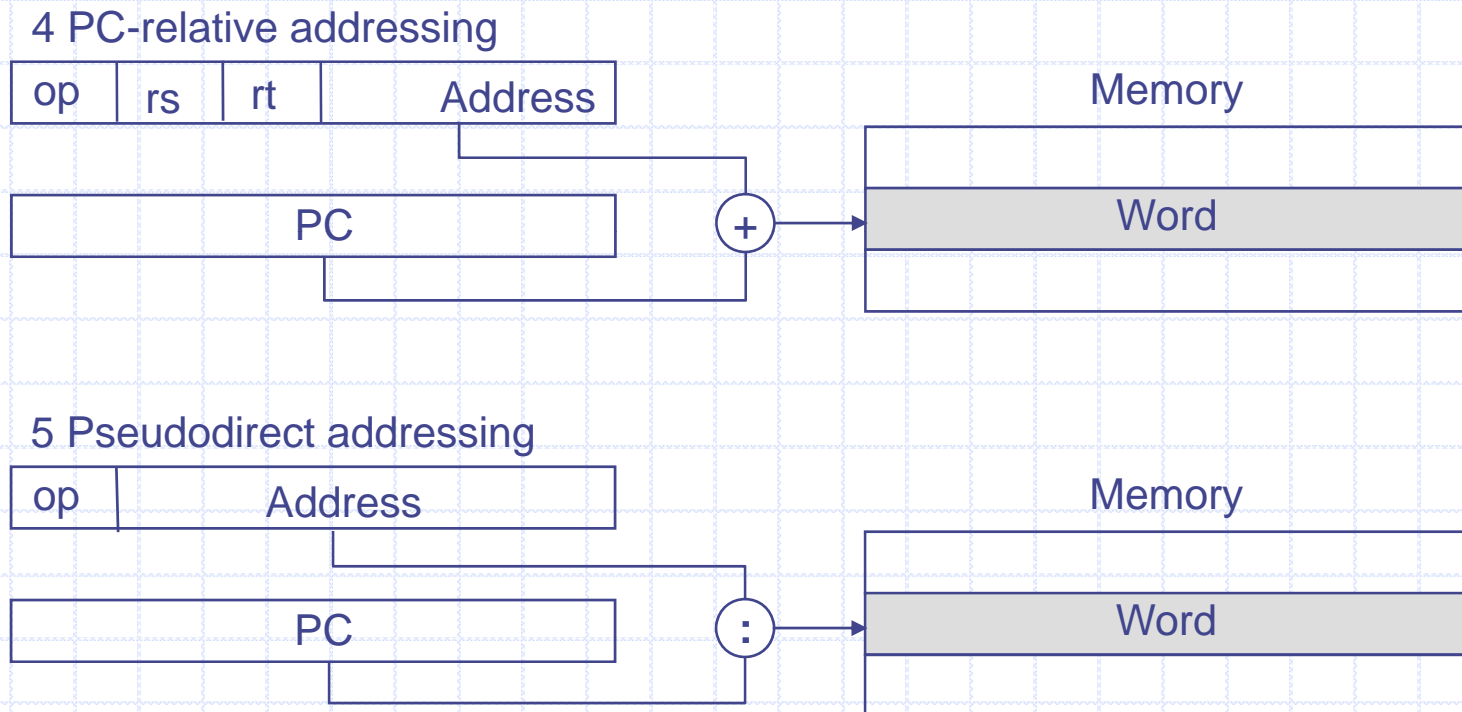 4 PC-relative addressing
op rs rt Address
Memory
PC
+
Word
5 Pseudodirect addressing
op Address
Memory
PC
:
Word